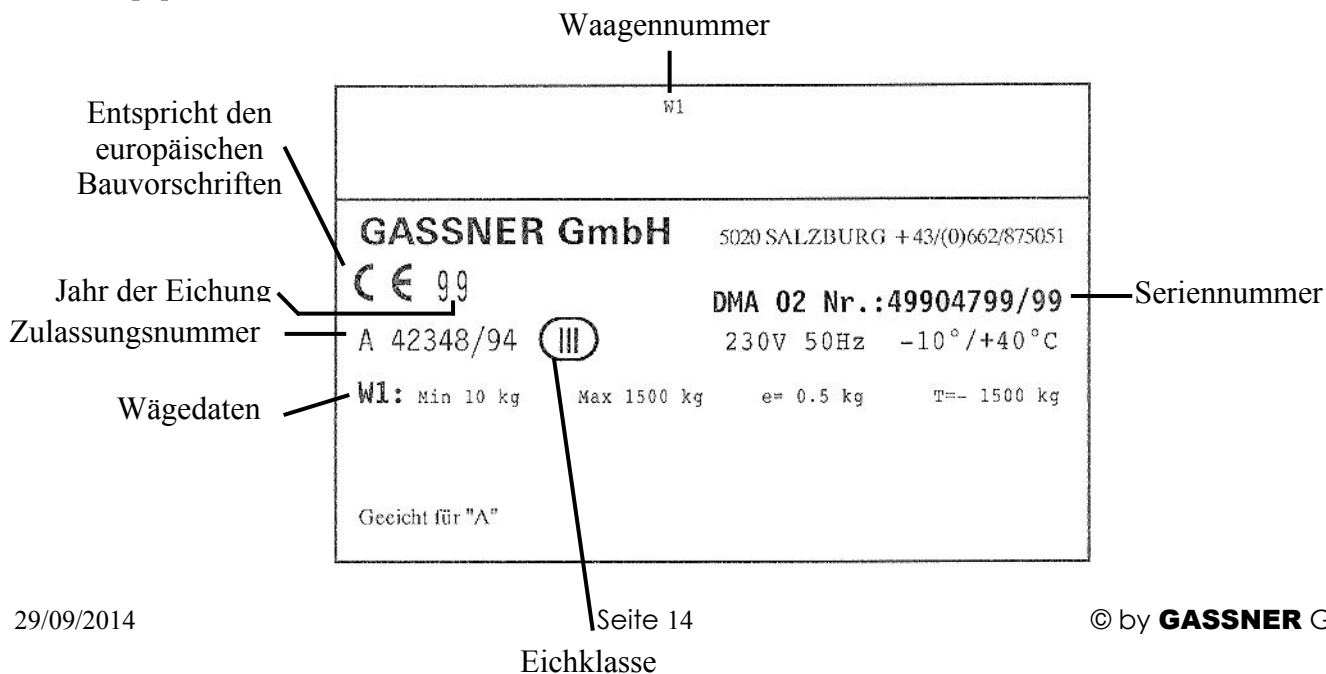 Waagennummer
W1
Entspricht den
europäischen
Bauvorschriften
GASSNER GmbH 5020 SALZBURG +43/(0)662/875051
CE 99
Jahr der Eichung
DMA 02 Nr.:49904799/99
Seriennummer
Zulassungsnummer
A 42348/94 III 230V 50Hz -10°/+40°C
Wägedaten
W1: Min 10 kg Max 1500 kg e= 0.5 kg T=- 1500 kg
Geeicht für "A"
29/09/2014 Seite 14 © by GASSNER G
Eichklasse